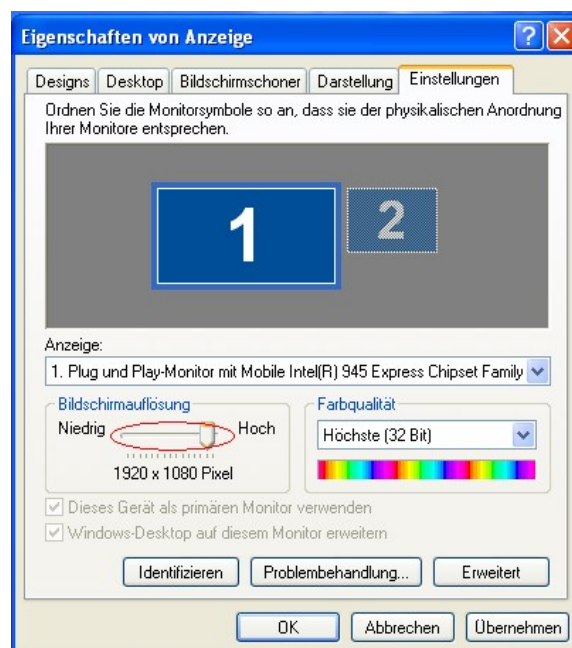 Eigenschaften von Anzeige
Designs Desktop Bildschirmschoner Darstellung Einstellungen
Ordnen Sie die Monitorsymbole so an, dass sie der physikalischen Anordnung
Ihrer Monitore entsprechen.
1 2
Anzeige:
1. Plug und Play-Monitor mit Mobile Intel(R) 945 Express Chipset Family
Bildschirmauflösung Farbqualität
Niedrig Hoch Höchste (32 Bit)
1920 x 1080 Pixel
Dieses Gerät als primären Monitor verwenden
Windows-Desktop auf diesem Monitor erweitern
Identifizieren Problembehandlung... Erweitert
OK Abbrechen Übernehmen